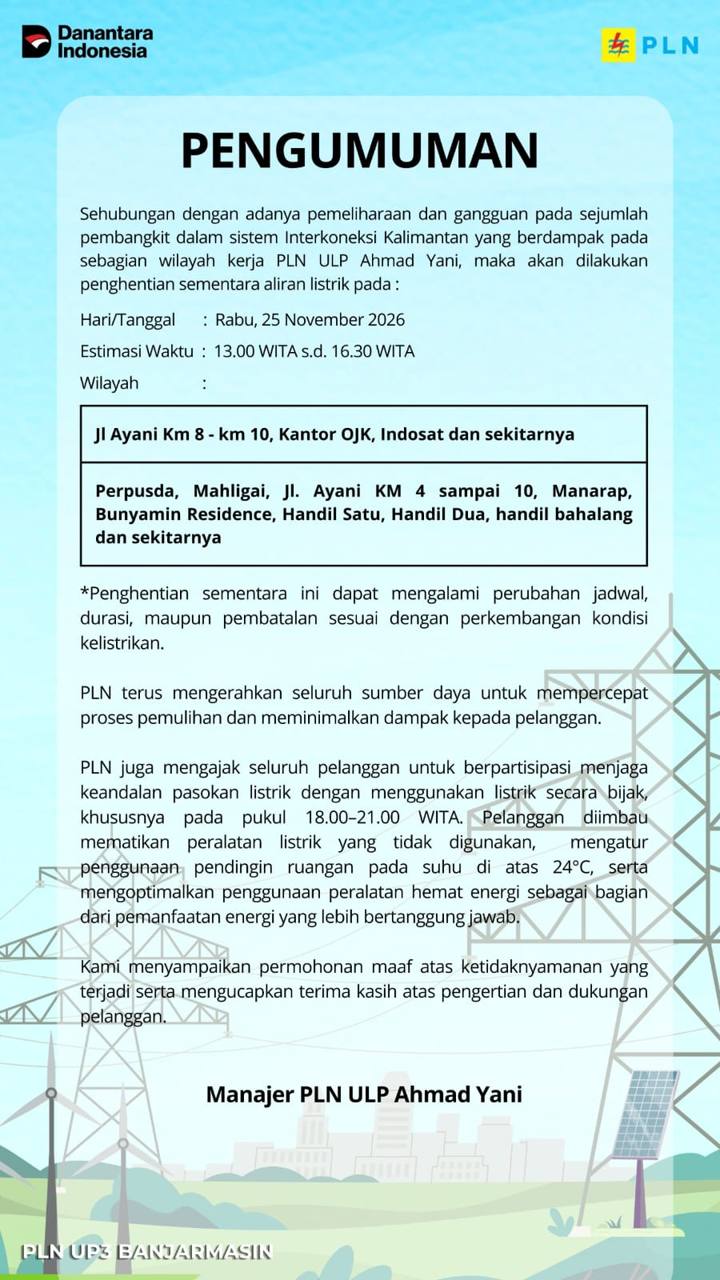 Danantara
Indonesia
PLN
PENGUMUMAN
Sehubungan dengan adanya pemeliharaan dan gangguan pada sejumlah
pembangkit dalam sistem Interkoneksi Kalimantan yang berdampak pada
sebagian wilayah kerja PLN ULP Ahmad Yani, maka akan dilakukan
penghentian sementara aliran listrik pada :
Hari/Tanggal : Rabu, 25 November 2026
Estimasi Waktu : 13.00 WITA s.d. 16.30 WITA
Wilayah :
Jl Ayani Km 8 - km 10, Kantor OJK, Indosat dan sekitarnya
Perpusda, Mahligai, Jl. Ayani KM 4 sampai 10, Manarap,
Bunyamin Residence, Handil Satu, Handil Dua, handil bahalang
dan sekitarnya
*Penghentian sementara ini dapat mengalami perubahan jadwal,
durasi, maupun pembatalan sesuai dengan perkembangan kondisi
kelistrikan.
PLN terus mengerahkan seluruh sumber daya untuk mempercepat
proses pemulihan dan meminimalkan dampak kepada pelanggan.
PLN juga mengajak seluruh pelanggan untuk berpartisipasi menjaga
keandalan pasokan listrik dengan menggunakan listrik secara bijak,
khususnya pada pukul 18.00–21.00 WITA. Pelanggan diimbau
mematikan peralatan listrik yang tidak digunakan, mengatur
penggunaan pendingin ruangan pada suhu di atas 24°C, serta
mengoptimalkan penggunaan peralatan hemat energi sebagai bagian
dari pemanfaatan energi yang lebih bertanggung jawab.
Kami menyampaikan permohonan maaf atas ketidaknyamanan yang
terjadi serta mengucapkan terima kasih atas pengertian dan dukungan
pelanggan.
Manajer PLN ULP Ahmad Yani
PLN UP3 BANJARMASIN